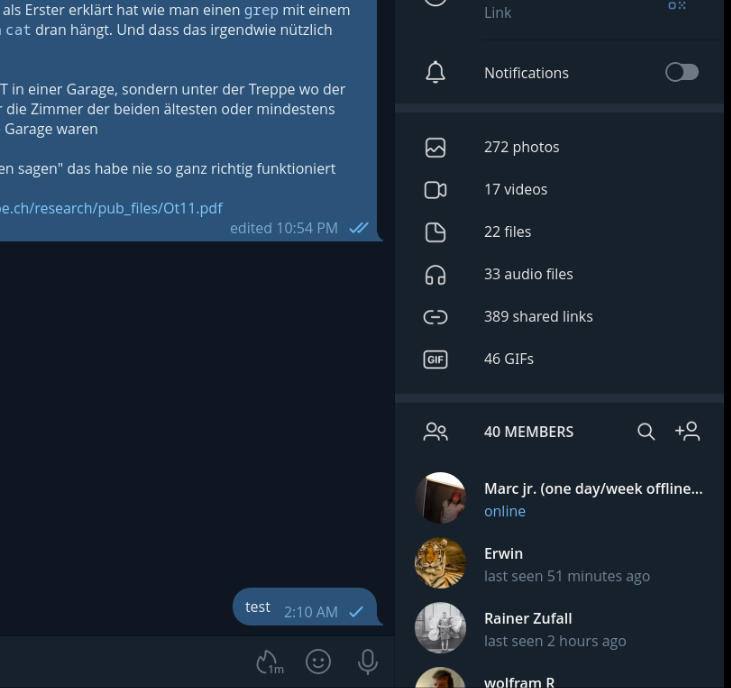 als Erster erklärt hat wie man einen grep mit einem
cat dran hängt. Und dass das irgendwie nützlich
T in einer Garage, sondern unter der Treppe wo der
die Zimmer der beiden ältesten oder mindestens
Garage waren
en sagen" das habe nie so ganz richtig funktioniert
be.ch/research/pub_files/Ot11.pdf
edited 10:54 PM
test
2:10 AM
1m
Link
Notifications
272 photos
17 videos
22 files
33 audio files
389 shared links
GIF
46 GIFs
40 MEMBERS
Marc jr. (one day/week offline...
online
Erwin
last seen 51 minutes ago
Rainer Zufall
last seen 2 hours ago
wolfram R